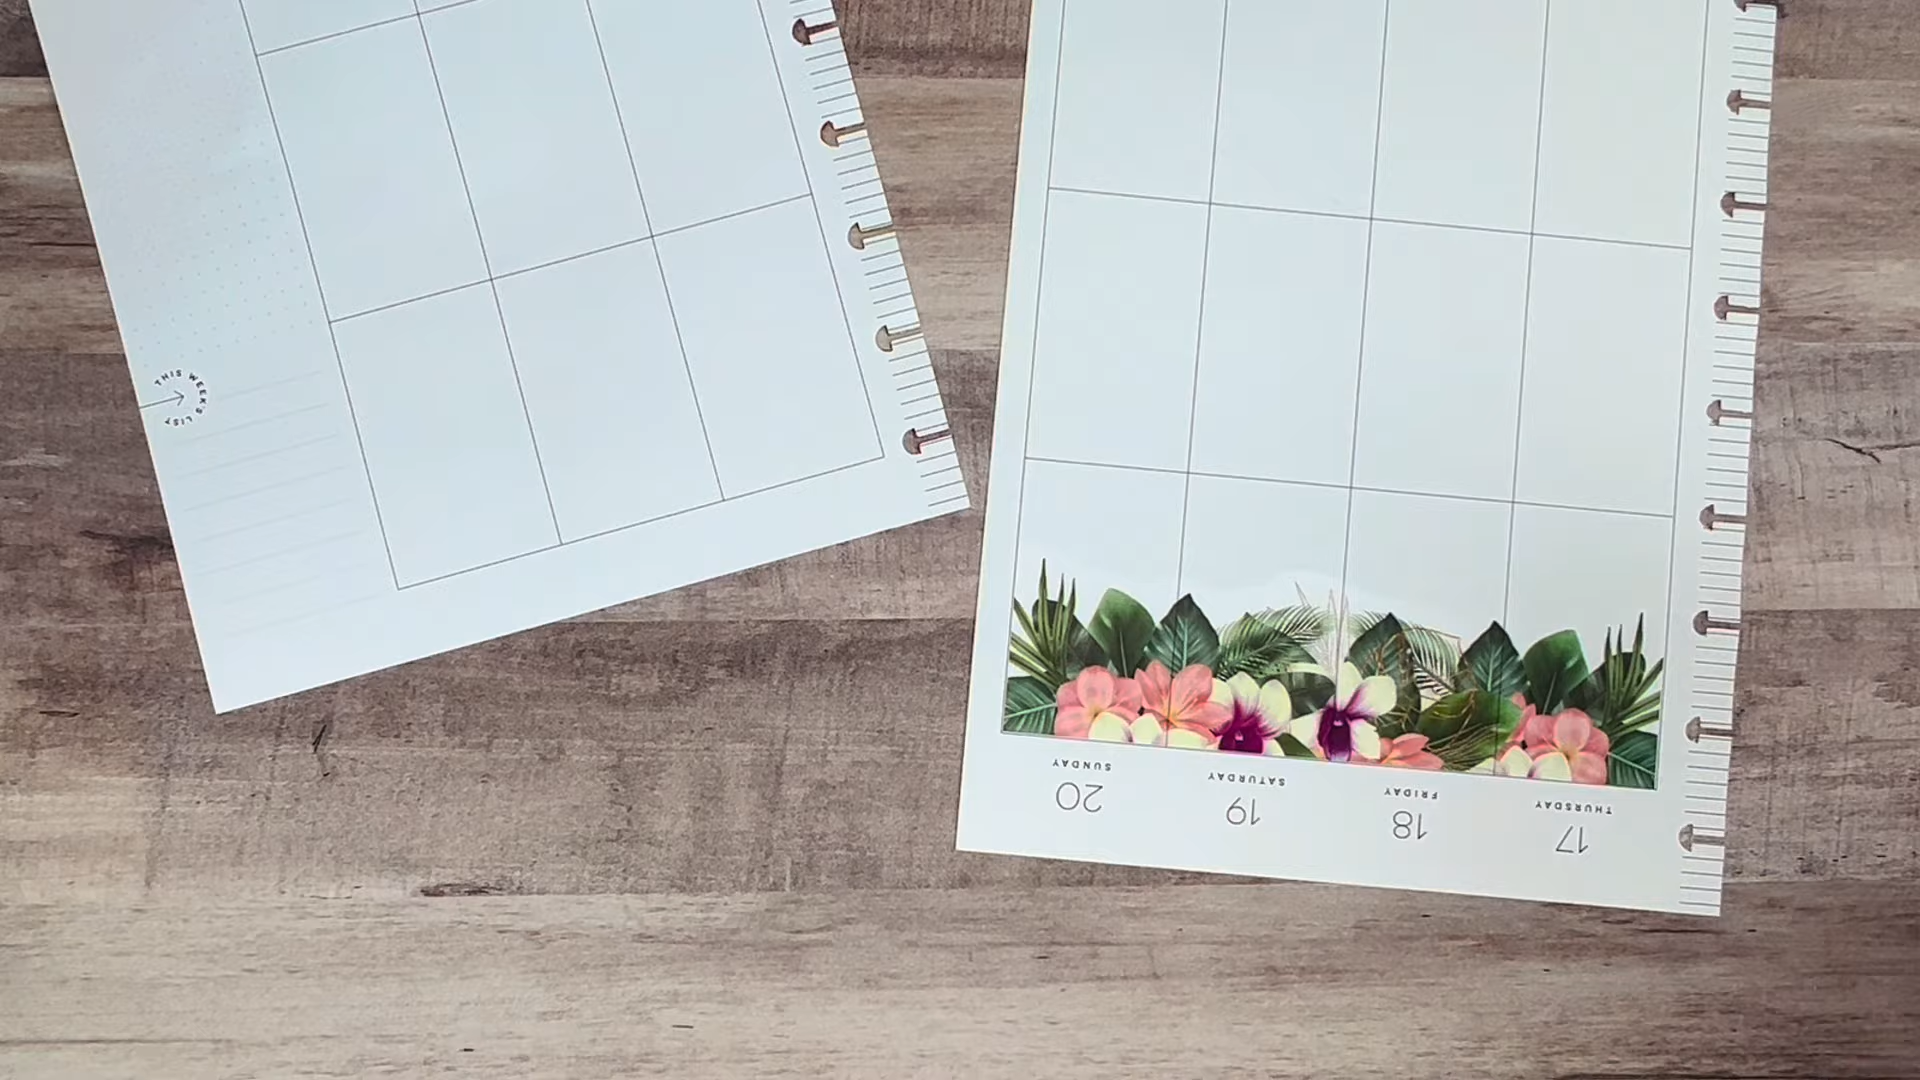 THIS WEEK'S LIST
THURSDAY
17
FRIDAY
18
SATURDAY
19
SUNDAY
20